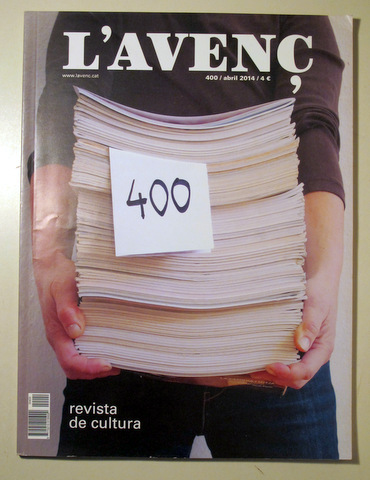 L'AVENÇ
www.lavenc.cat
400 / abril 2014 / 4 €
400
revista
de cultura